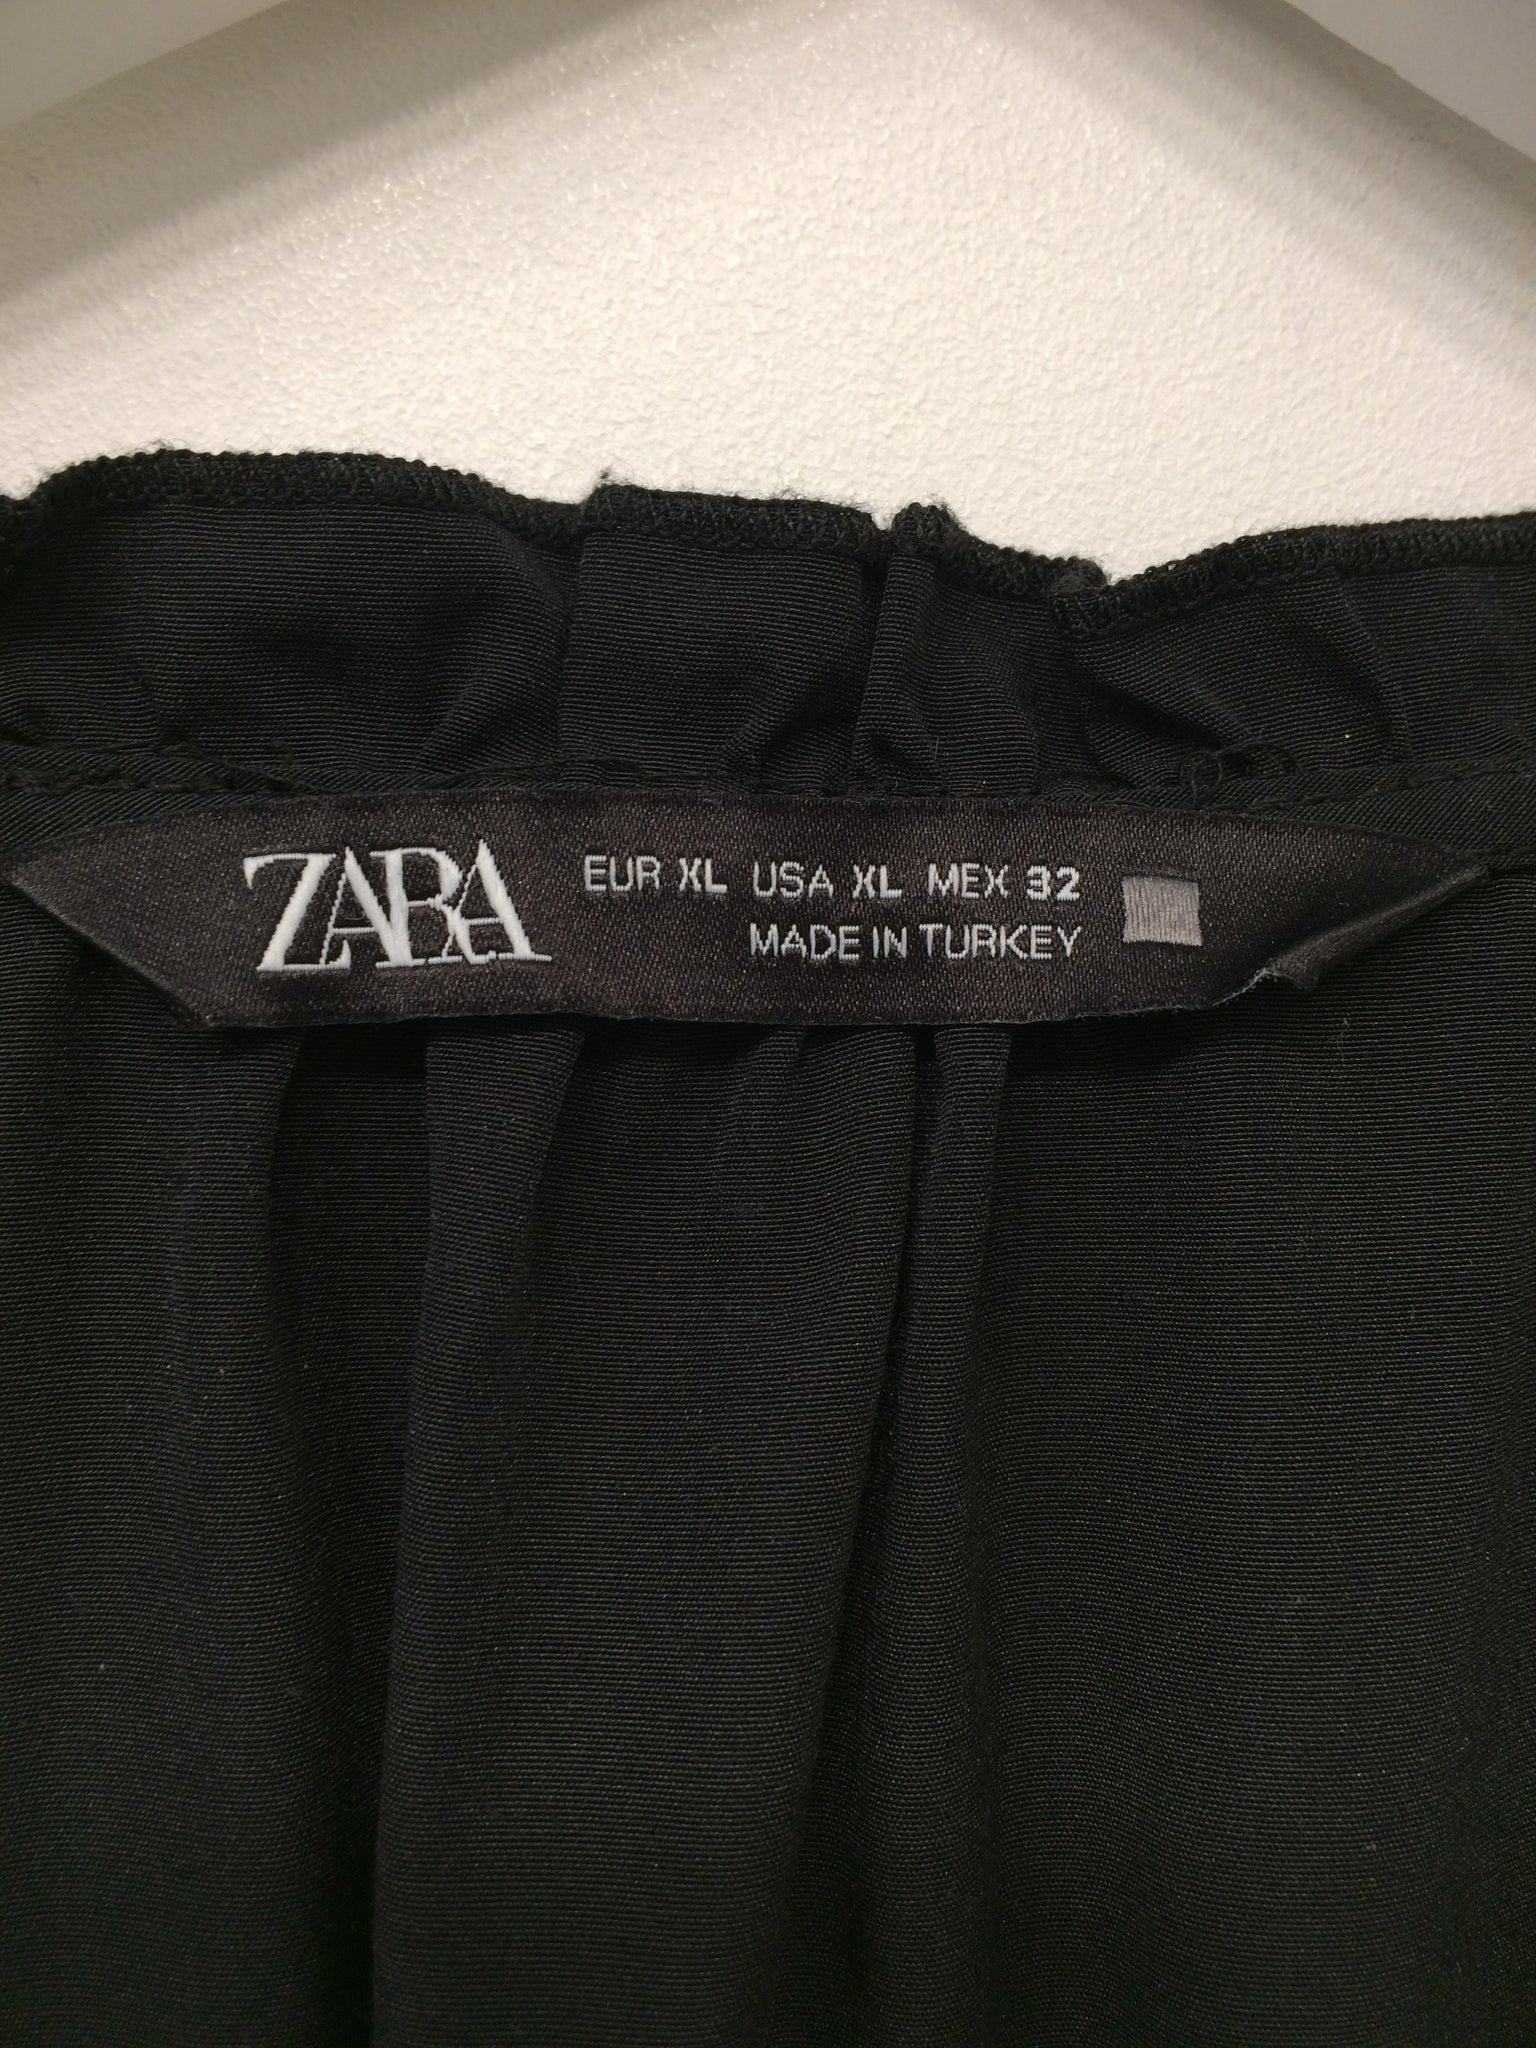 ZARA
EUR XL USA XL MEX 32
MADE IN TURKEY